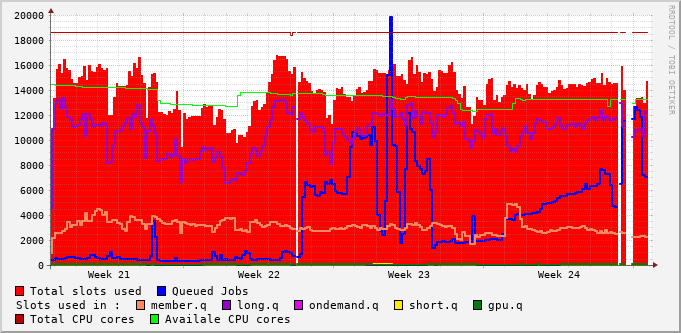 RRDTOOL / TOBI OETIKER
20000
18000
16000
14000
12000
10000
8000
6000
4000
2000
0
Week 21 Week 22 Week 23 Week 24
Total slots used Queued Jobs
Slots used in : member.q long.q ondemand.q short.q gpu.q
Total CPU cores Availale CPU cores